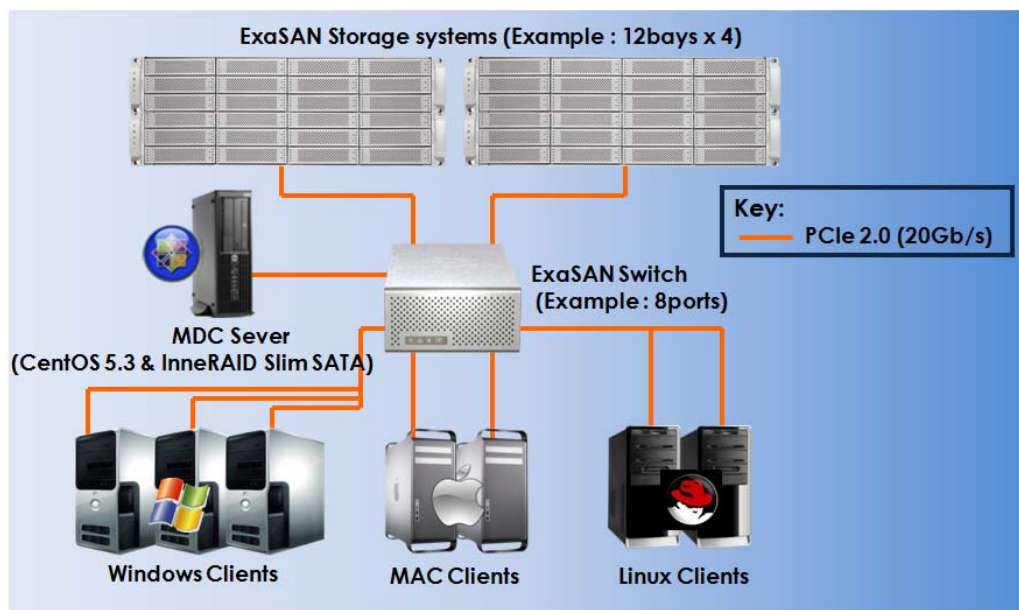 ExaSAN Storage systems (Example : 12bays x 4)
Key:
PCIe 2.0 (20Gb/s)
ExaSAN Switch
(Example : 8ports)
MDC Sever
(CentOS 5.3 & InneRAID Slim SATA)
Windows Clients
MAC Clients
Linux Clients